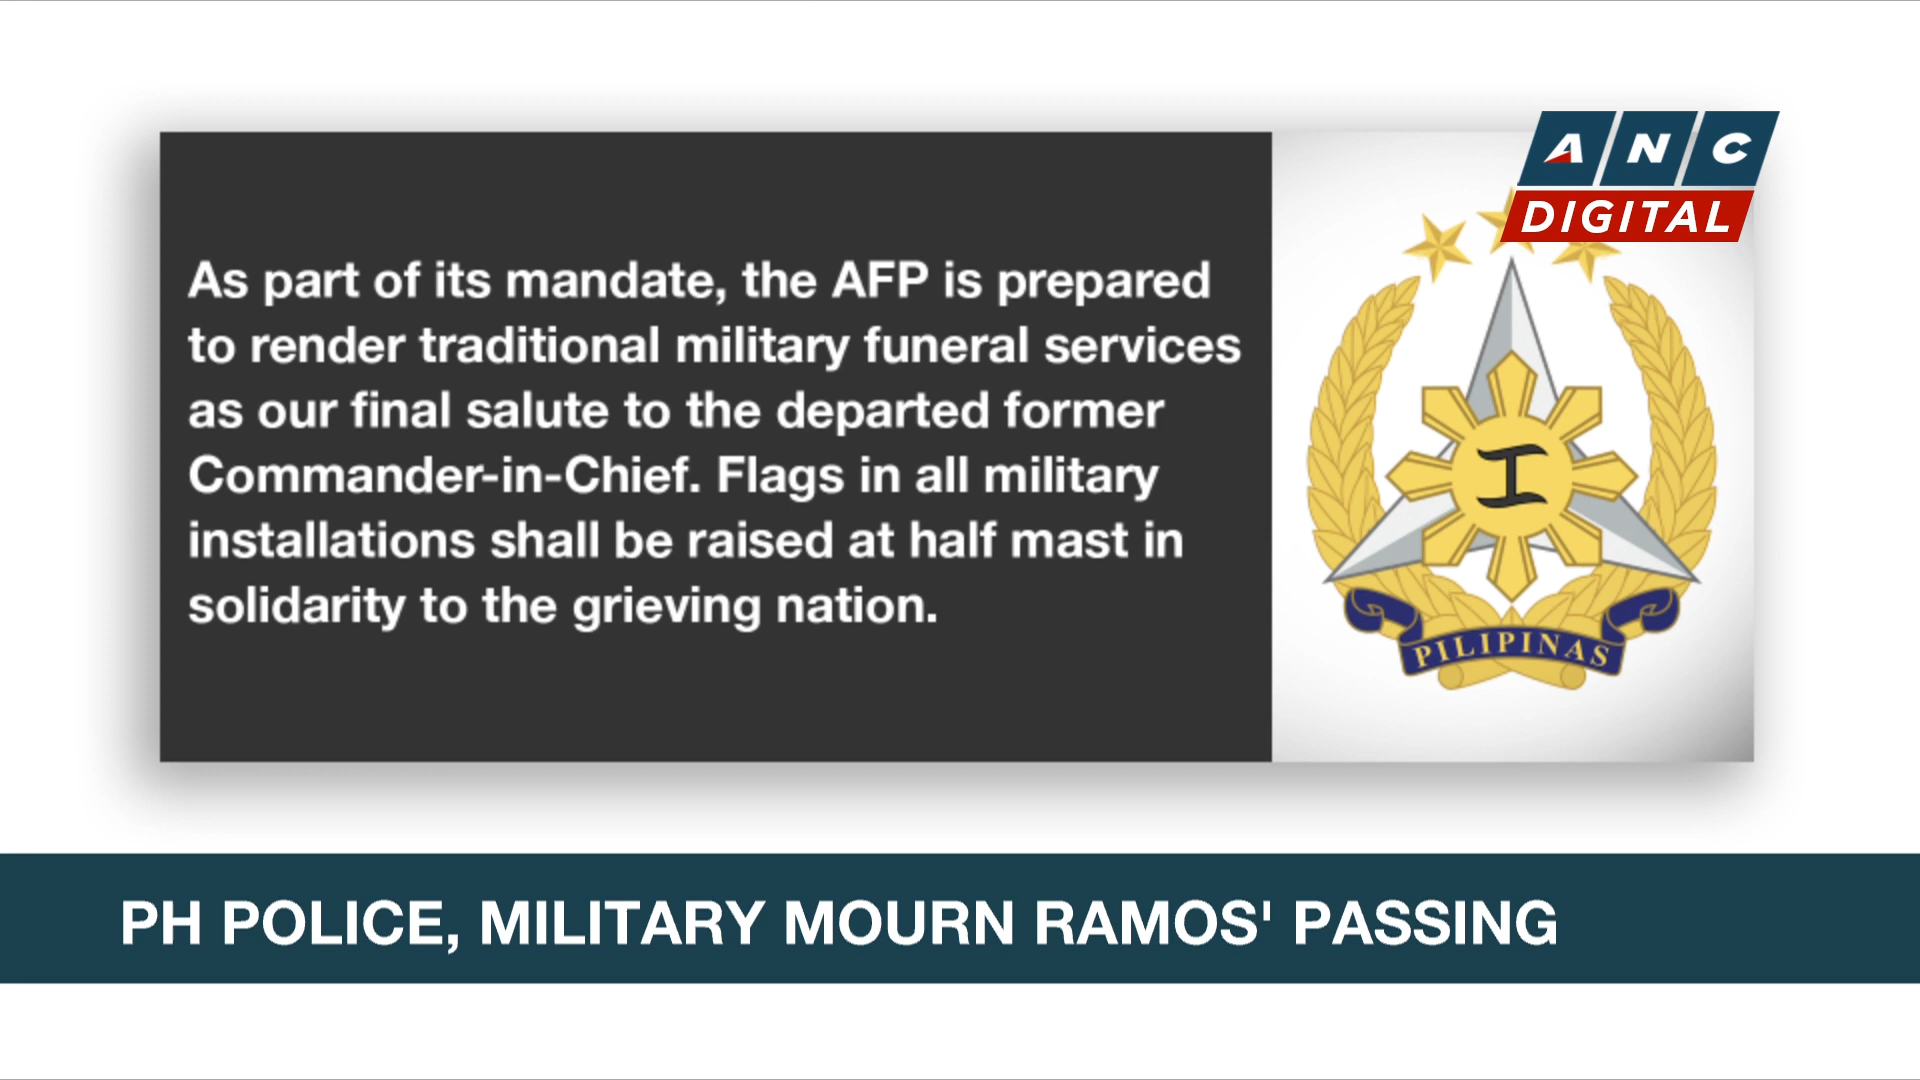 ANC
DIGITAL
As part of its mandate, the AFP is prepared
to render traditional military funeral services
as our final salute to the departed former
Commander-in-Chief. Flags in all military
installations shall be raised at half mast in
solidarity to the grieving nation.
PILIPINAS
PH POLICE, MILITARY MOURN RAMOS' PASSING